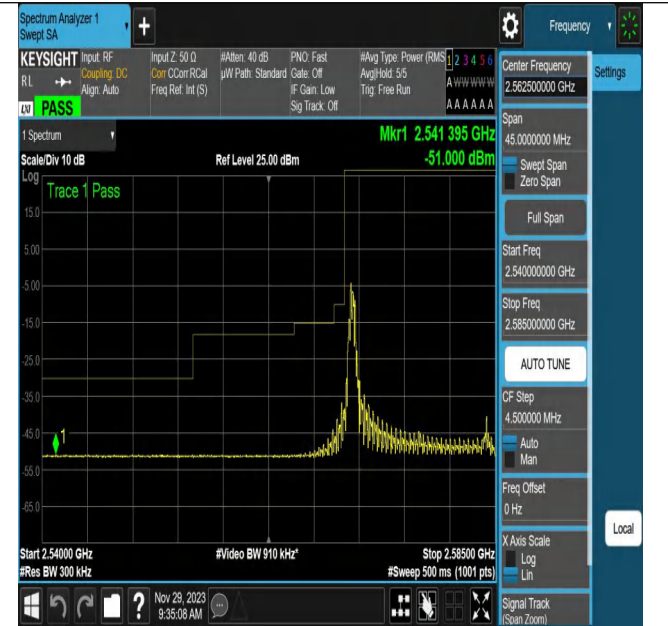 Spectrum Analyzer 1
Swept SA
Frequency
KEYSIGHT
RL
LXI
PASS
Input: RF
Coupling: DC
Align: Auto
Input Z: 50 Ω
Corr CCorr RCal
Freq Ref: Int (S)
#Atten: 40 dB
µW Path: Standard
PNO: Fast
Gate: Off
IF Gain: Low
Sig Track: Off
#Avg Type: Power (RMS
Avg|Hold: 5/5
Trig: Free Run
1 2 3 4 5 6
A W W W W W
A A A A A A
1 Spectrum
Scale/Div 10 dB
Ref Level 25.00 dBm
Mkr1 2.541 395 GHz
-51.000 dBm
Log
Trace 1 Pass
15.0
5.00
-5.00
-15.0
-25.0
-35.0
-45.0
1
-55.0
-65.0
Start 2.54000 GHz
#Video BW 910 kHz*
Stop 2.58500 GHz
#Res BW 300 kHz
#Sweep 500 ms (1001 pts)
Center Frequency
2.562500000 GHz
Settings
Span
45.0000000 MHz
Swept Span
Zero Span
Full Span
Start Freq
2.540000000 GHz
Stop Freq
2.585000000 GHz
AUTO TUNE
CF Step
4.500000 MHz
Auto
Man
Freq Offset
0 Hz
X Axis Scale
Log
Lin
Local
Signal Track
(Span Zoom)
?
Nov 29, 2023
9:35:08 AM